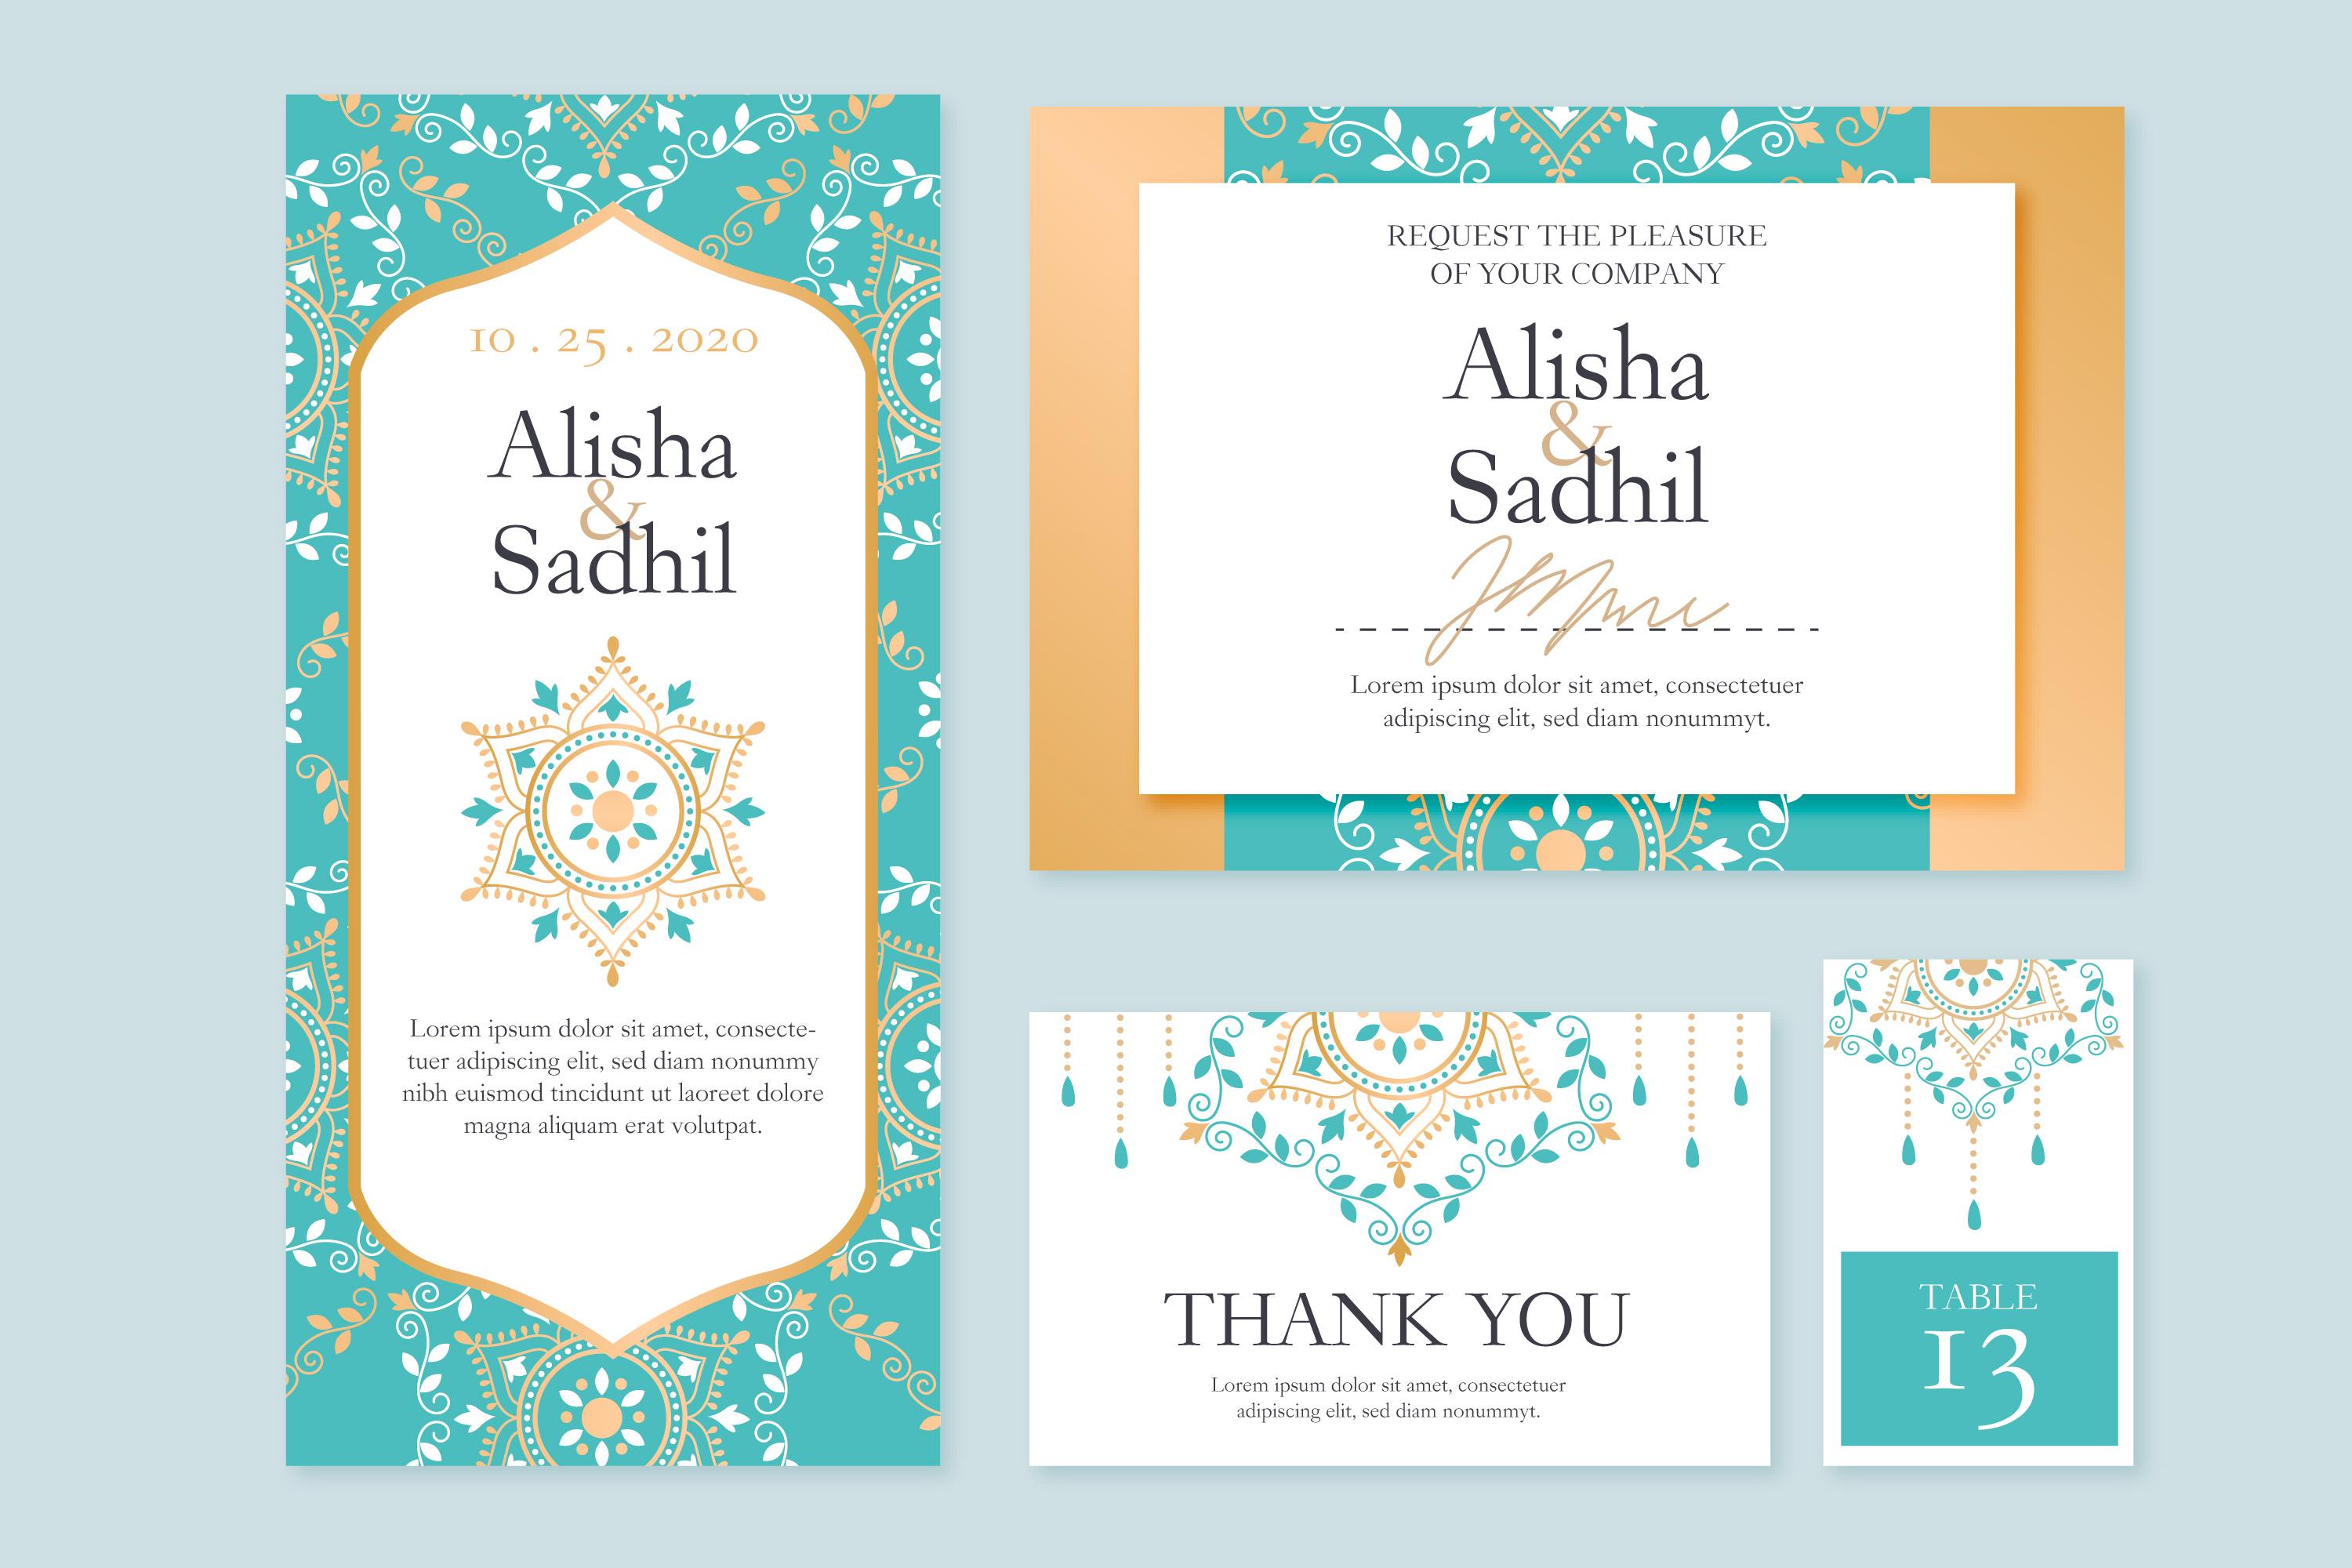 10 . 25 . 2020
Alisha
&
Sadhil
Lorem ipsum dolor sit amet, consecte-
tuer adipiscing elit, sed diam nonummy
nibh euismod tincidunt ut laoreet dolore
magna aliquam erat volutpat.
REQUEST THE PLEASURE
OF YOUR COMPANY
Alisha
&
Sadhil
Lorem ipsum dolor sit amet, consectetuer
adipiscing elit, sed diam nonummyt.
THANK YOU
Lorem ipsum dolor sit amet, consectetuer
adipiscing elit, sed diam nonummyt.
TABLE
13